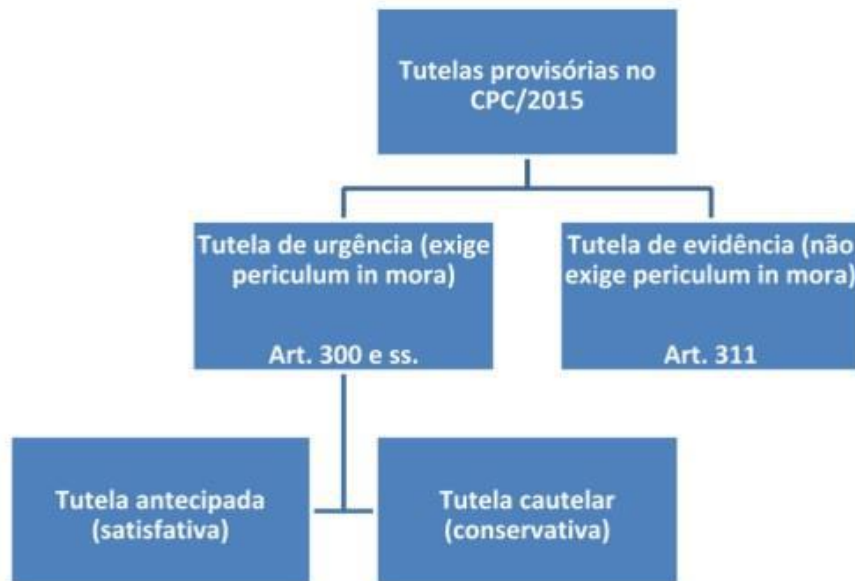 Tutelas provisórias no
CPC/2015
Tutela de urgência (exige
periculum in mora)
Art. 300 e ss.
Tutela de evidência (não
exige periculum in mora)
Art. 311
Tutela antecipada
(satisfativa)
Tutela cautelar
(conservativa)